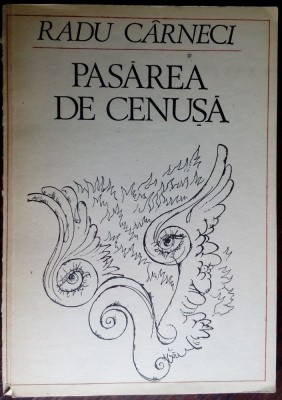 RADU CÂRNECI
PASĂREA
DE CENUȘĂ